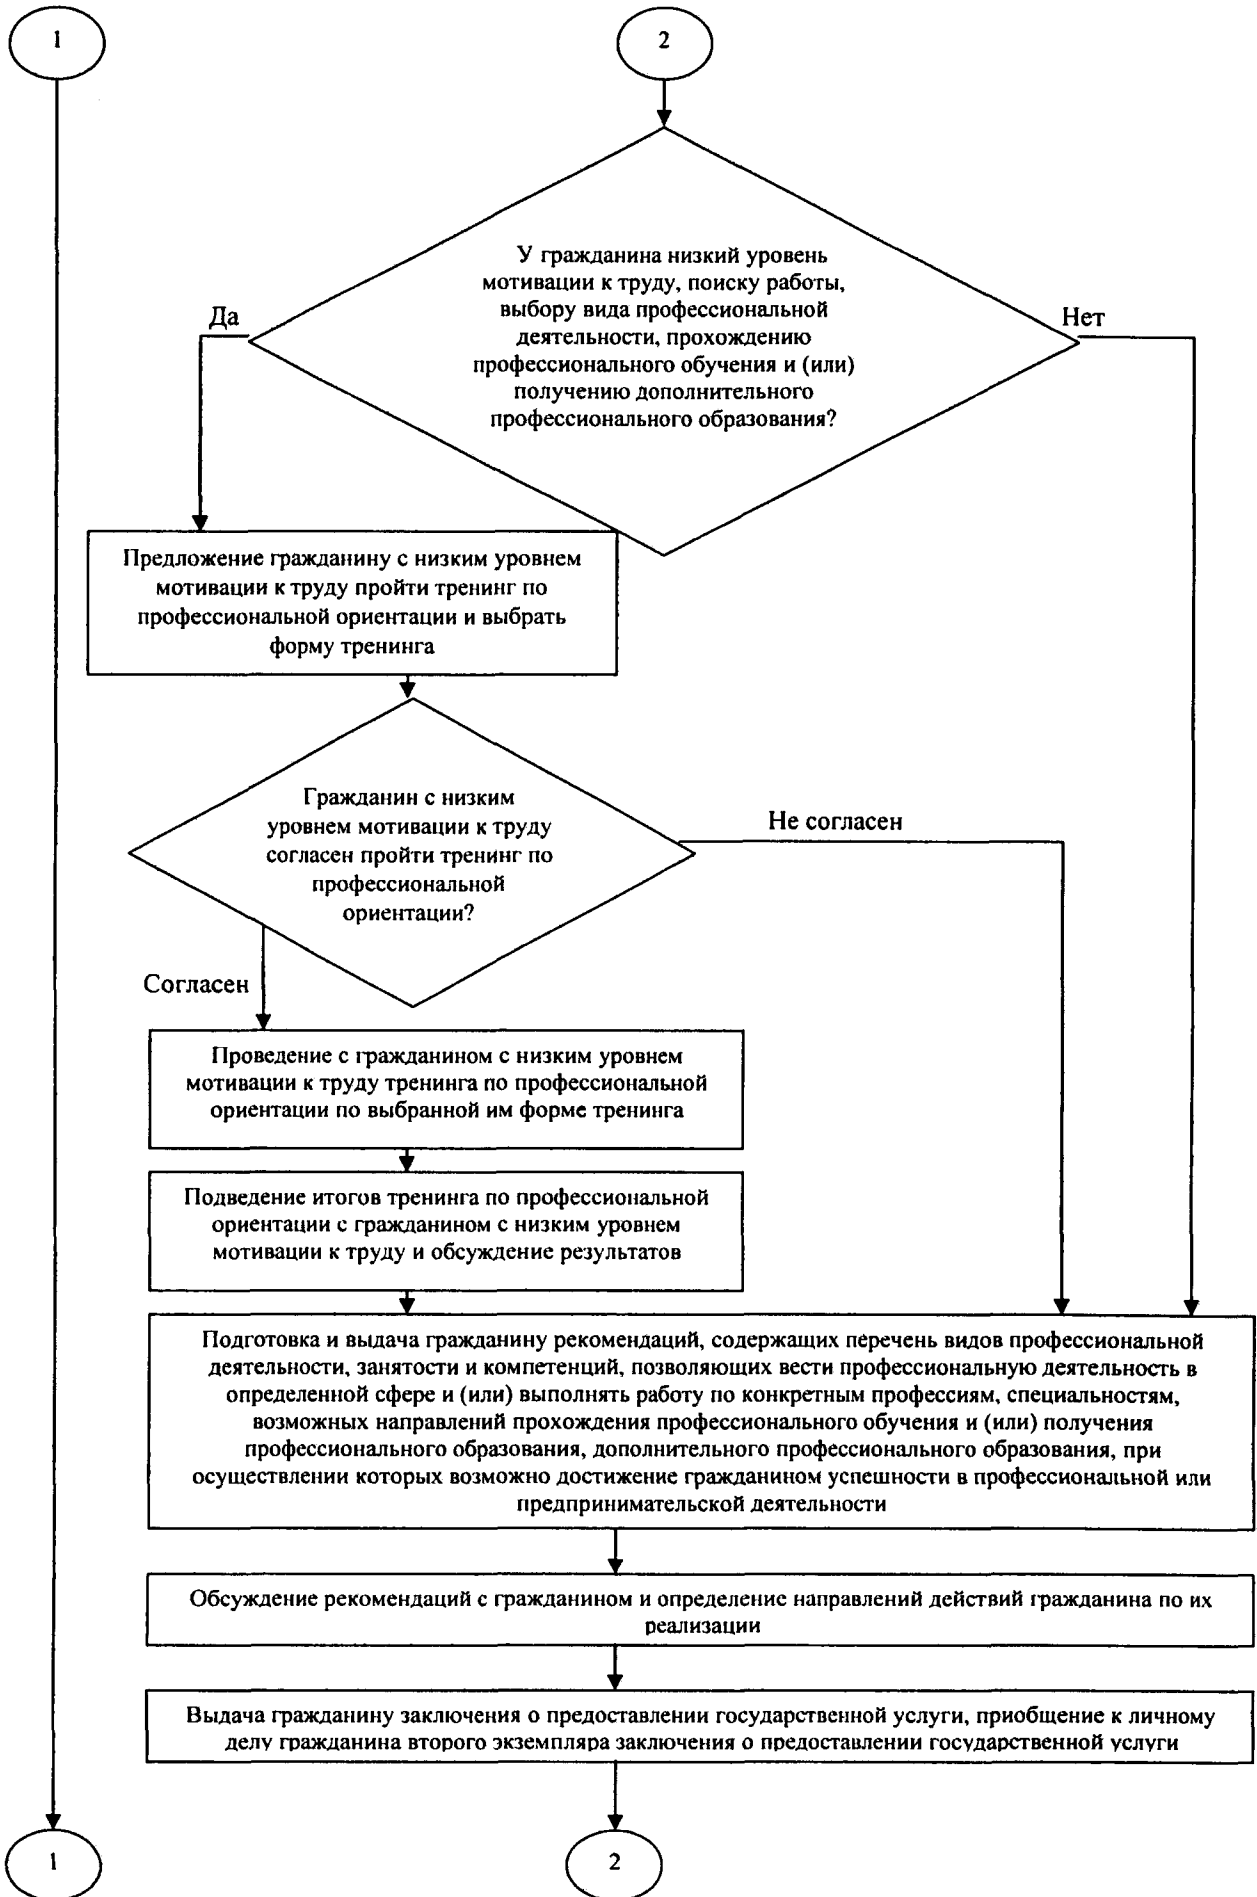 1
2
У гражданина низкий уровень
мотивации к труду, поиску работы,
выбору вида профессиональной
деятельности, прохождению
профессионального обучения и (или)
получению дополнительного
профессионального образования?
Да
Нет
Предложение гражданину с низким уровнем
мотивации к труду пройти тренинг по
профессиональной ориентации и выбрать
форму тренинга
Гражданин с низким
уровнем мотивации к труду
согласен пройти тренинг по
профессиональной
ориентации?
Не согласен
Согласен
Проведение с гражданином с низким уровнем
мотивации к труду тренинга по профессиональной
ориентации по выбранной им форме тренинга
Подведение итогов тренинга по профессиональной
ориентации с гражданином с низким уровнем
мотивации к труду и обсуждение результатов
Подготовка и выдача гражданину рекомендаций, содержащих перечень видов профессиональной
деятельности, занятости и компетенций, позволяющих вести профессиональную деятельность в
определенной сфере и (или) выполнять работу по конкретным профессиям, специальностям,
возможных направлений прохождения профессионального обучения и (или) получения
профессионального образования, дополнительного профессионального образования, при
осуществлении которых возможно достижение гражданином успешности в профессиональной или
предпринимательской деятельности
Обсуждение рекомендаций с гражданином и определение направлений действий гражданина по их
реализации
Выдача гражданину заключения о предоставлении государственной услуги, приобщение к личному
делу гражданина второго экземпляра заключения о предоставлении государственной услуги
1
2